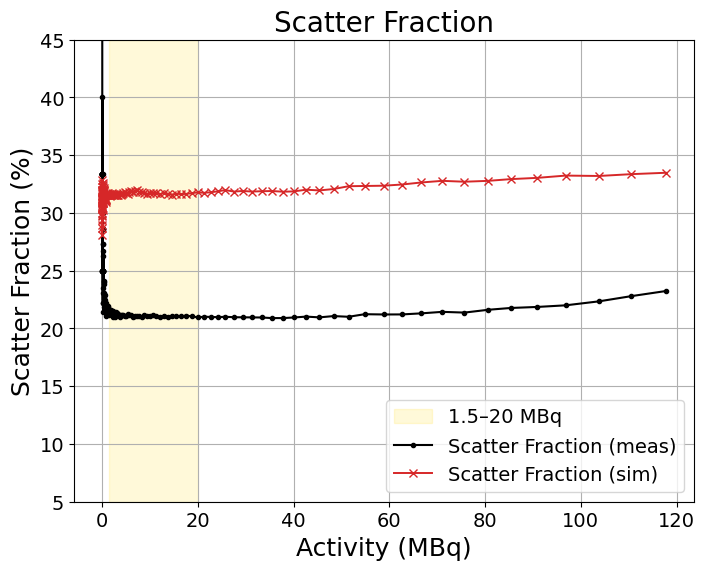 Scatter Fraction
Scatter Fraction (%)
45
40
35
30
25
20
15
10
5
0
20
40
60
80
100
120
Activity (MBq)
1.5–20 MBq
Scatter Fraction (meas)
Scatter Fraction (sim)